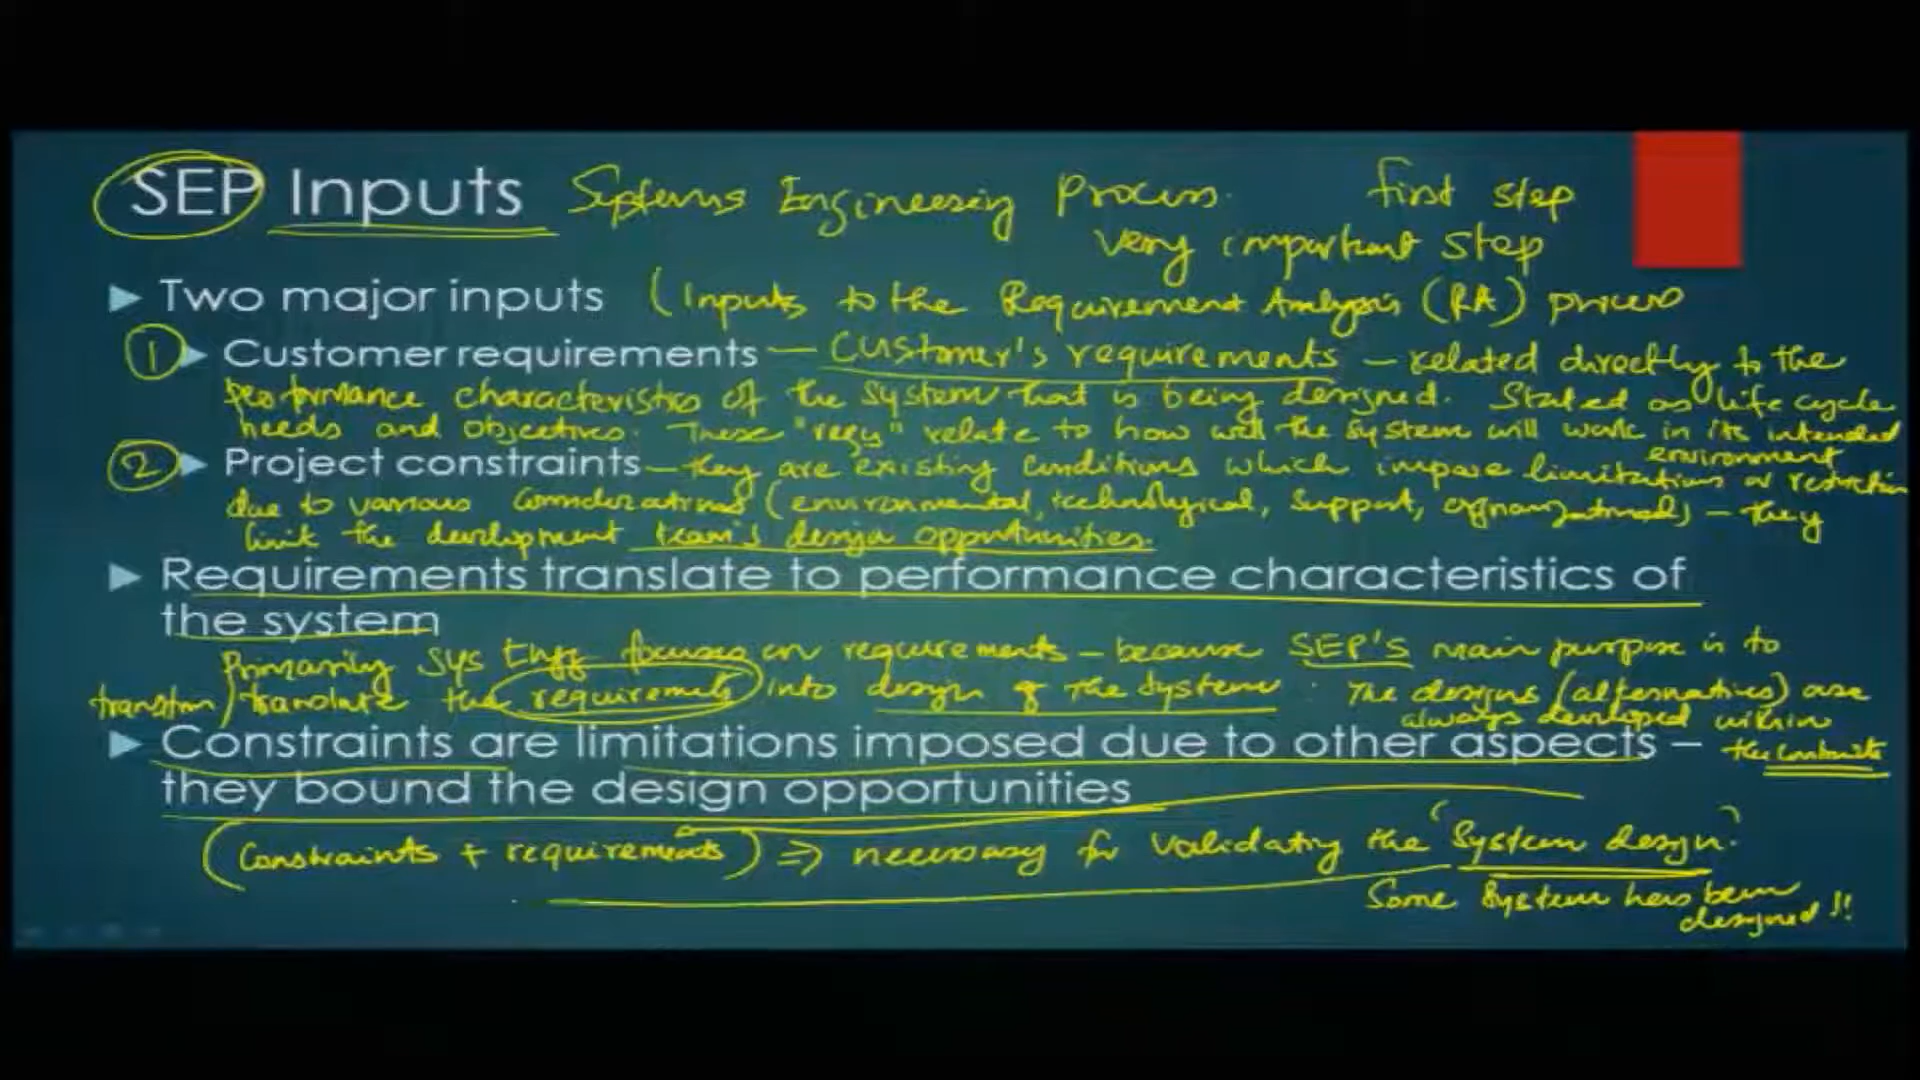 SEP Inputs Systems Engineering Process. first step
very important step
Two major inputs (Inputs to the Requirement Analysis (RA) process
1 Customer requirements — Customer's requirements — related directly to the
performance characteristics of the system that is being designed. Stated as life cycle
needs and objectives. These "reqs" relate to how well the system will work in its intended
environment
2 Project constraints — they are existing conditions which impose limitations or restriction
due to various considerations (environmental, technological, support, organizational) – they
limit the development team's design opportunities.
Requirements translate to performance characteristics of
the system
Primarily Sys Engg focuses on requirements – because SEP'S main purpose is to
transform/translate the requirements into design of the system. The designs (alternatives) are
always developed within
Constraints are limitations imposed due to other aspects – the constraints
they bound the design opportunities
(Constraints + requirements) ⇒ necessary for validating the "System design".
Some system has been
designed!!